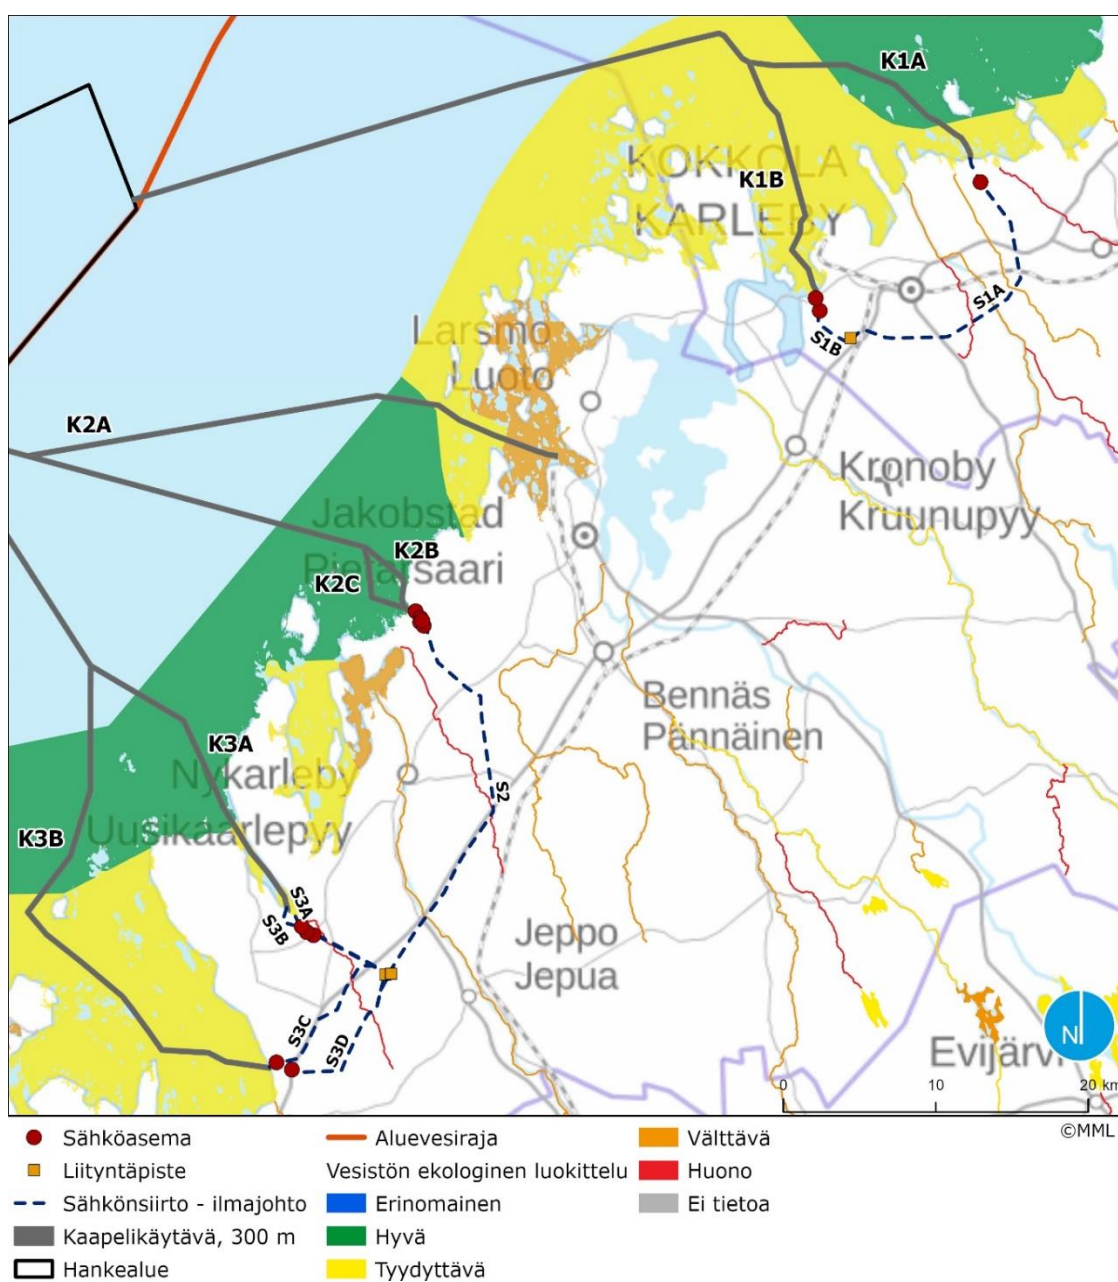 K1A
KOKKOLA
KARLEBY
K1B
S1A
S1B
Larsmo
Luoto
K2A
Kronoby
Kruunupyy
Jakobstad
Pietarsaari
K2B
K2C
Bennäs
Pännäinen
K3A
Nykarleby
Uusikaarlepyy
S2
K3B
S3A
S3B
Jeppo
Jepua
S3C
S3D
Evijärvi
N
0 10 20 km
©MML
Sähköasema
Liityntäpiste
Sähkönsiirto - ilmajohto
Kaapelikäytävä, 300 m
Hankealue
Aluevesiraja
Vesistön ekologinen luokittelu
Erinomainen
Hyvä
Tyydyttävä
Välttävä
Huono
Ei tietoa